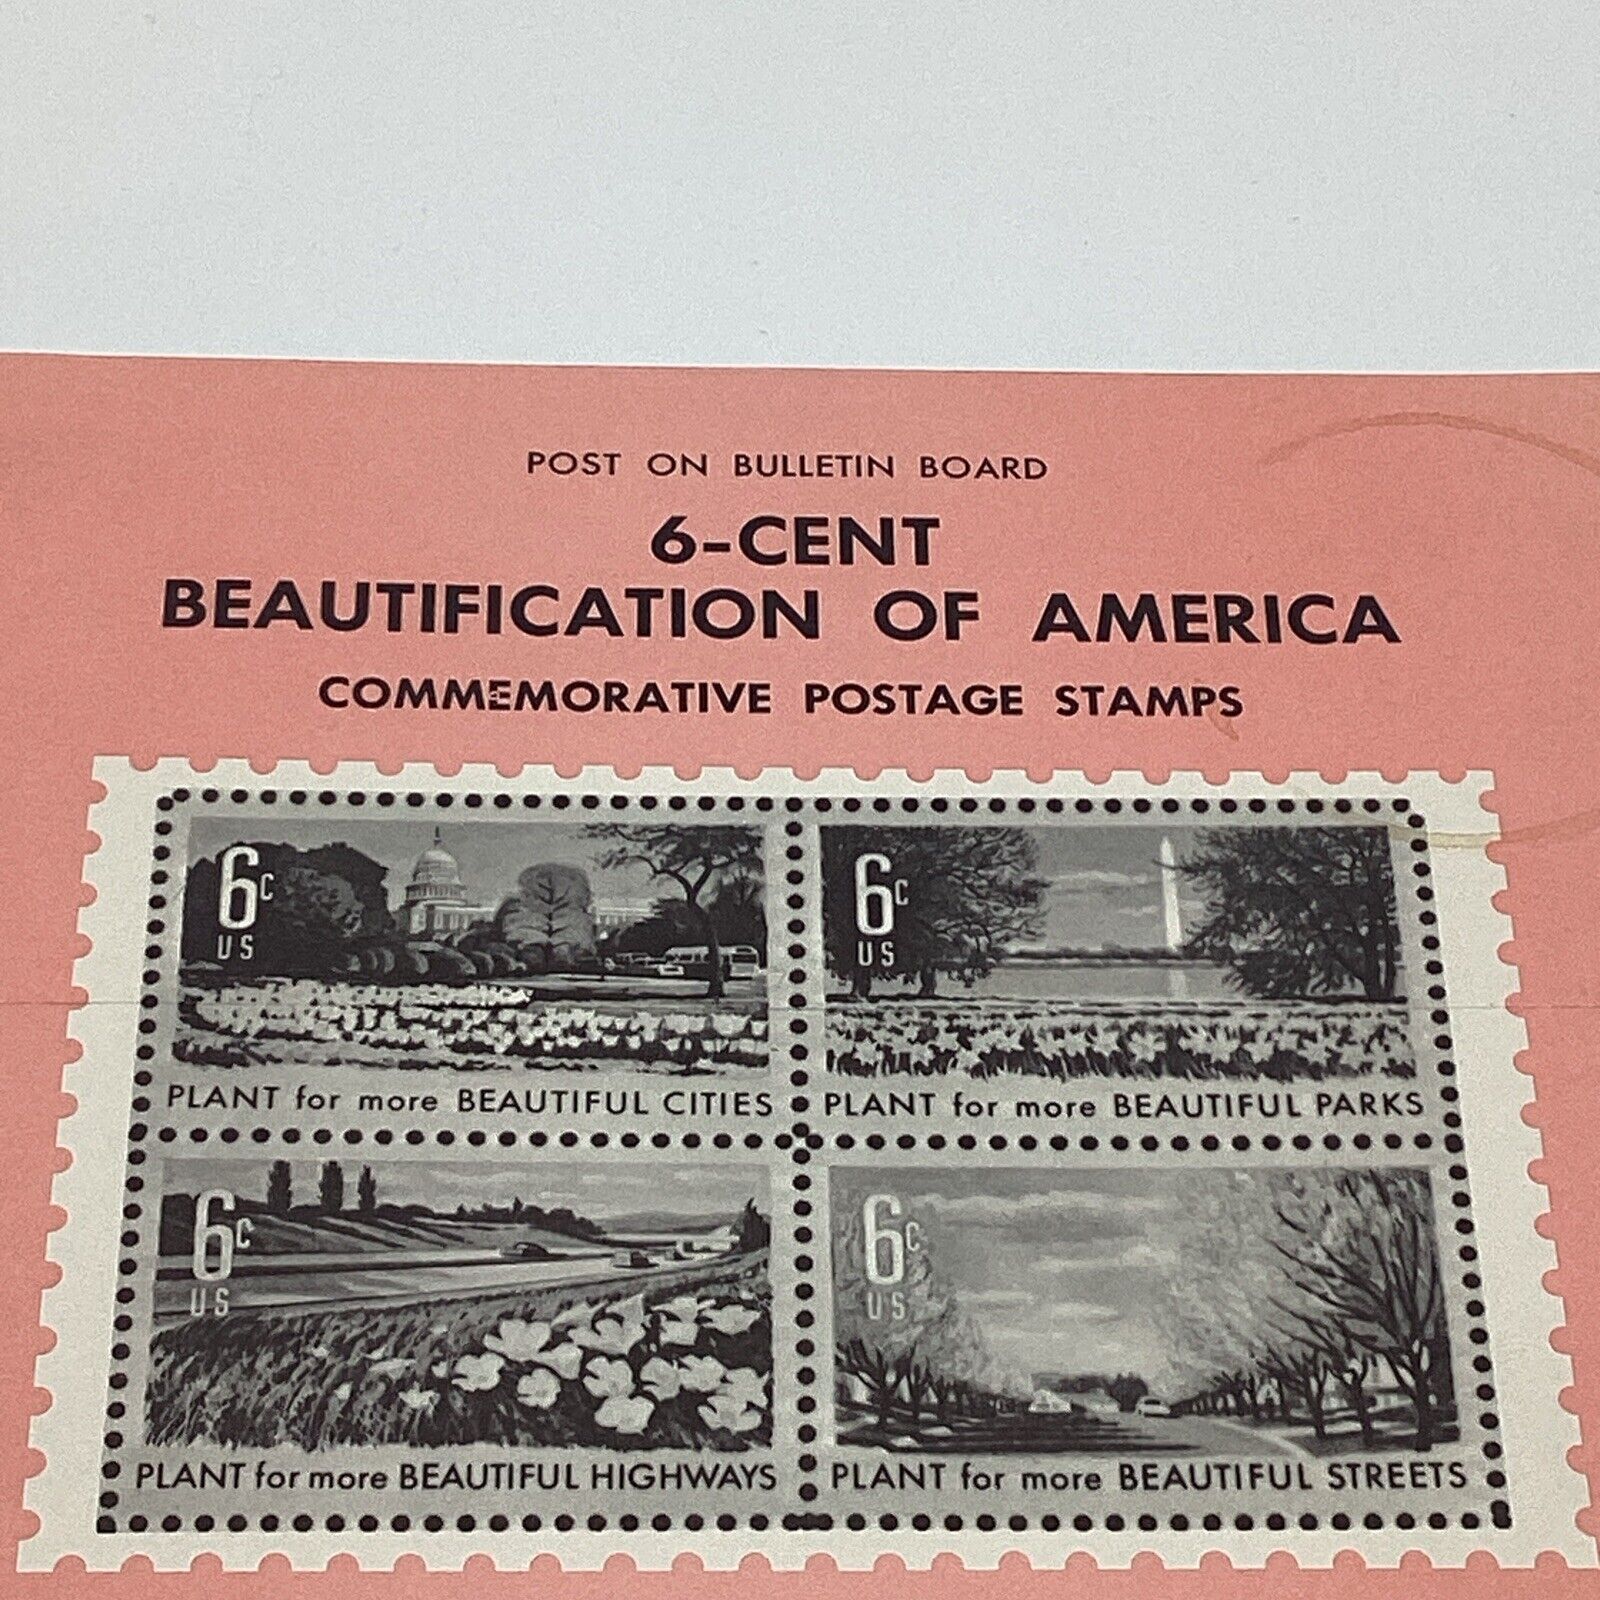 POST ON BULLETIN BOARD
6-CENT
BEAUTIFICATION OF AMERICA
COMMEMORATIVE POSTAGE STAMPS
6c
US
PLANT for more BEAUTIFUL CITIES
6c
US
PLANT for more BEAUTIFUL PARKS
6c
US
PLANT for more BEAUTIFUL HIGHWAYS
6c
US
PLANT for more BEAUTIFUL STREETS